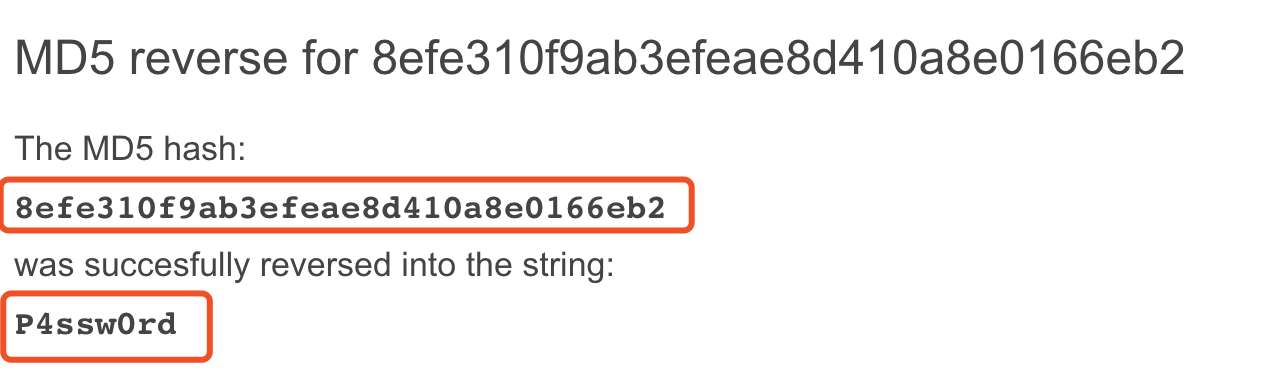 MD5 reverse for 8efe310f9ab3efeae8d410a8e0166eb2
The MD5 hash:
8efe310f9ab3efeae8d410a8e0166eb2
was succesfully reversed into the string:
P4ssw0rd